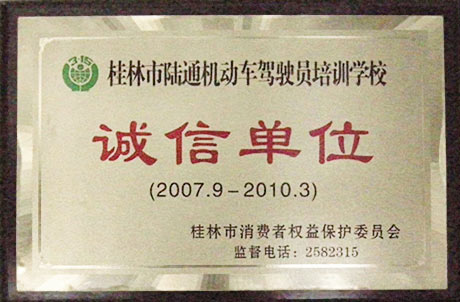 315
桂林市陆通机动车驾驶员培训学校
诚信单位
(2007.9-2010.3)
桂林市消费者权益保护委员会
监督电话：2582315